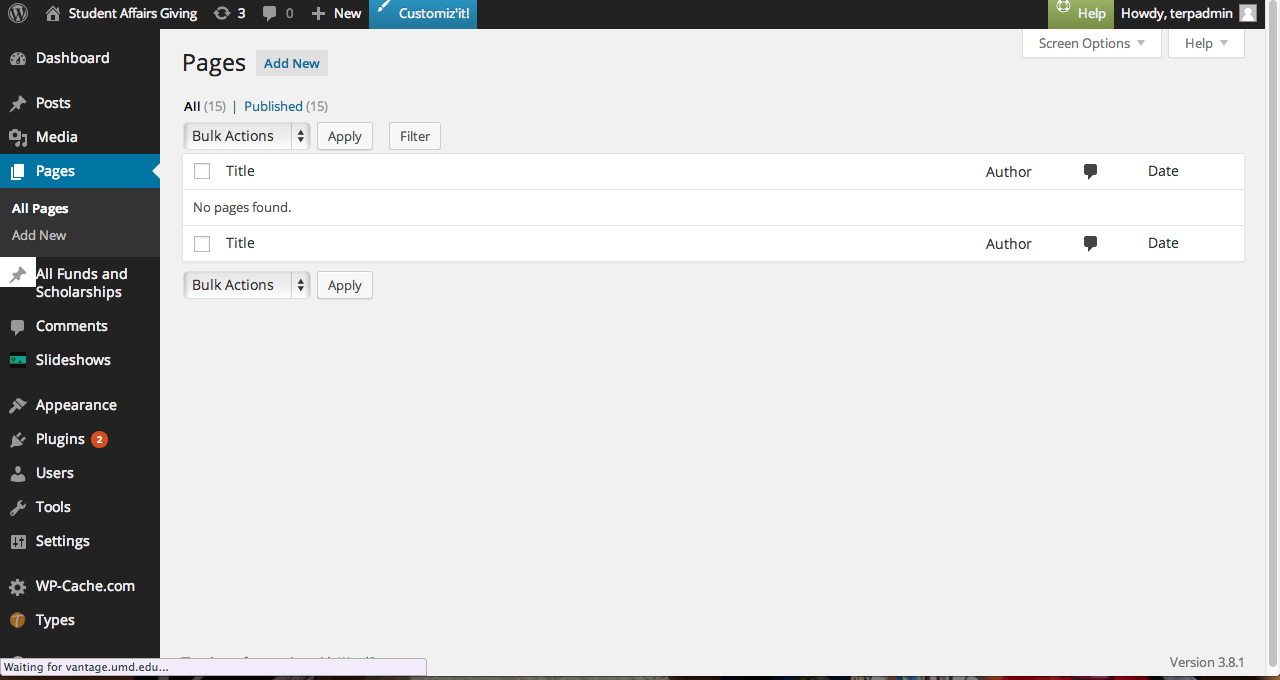 Student Affairs Giving 3 0 New Customiz'it! Help Howdy, terpadmin
Screen Options Help
Dashboard
Posts
Media
Pages
All Pages
Add New
All Funds and
Scholarships
Comments
Slideshows
Appearance
Plugins 2
Users
Tools
Settings
WP-Cache.com
Types
Pages Add New
All (15) | Published (15)
Bulk Actions Apply Filter
Title Author Date
No pages found.
Title Author Date
Bulk Actions Apply
Version 3.8.1
Waiting for vantage.umd.edu...